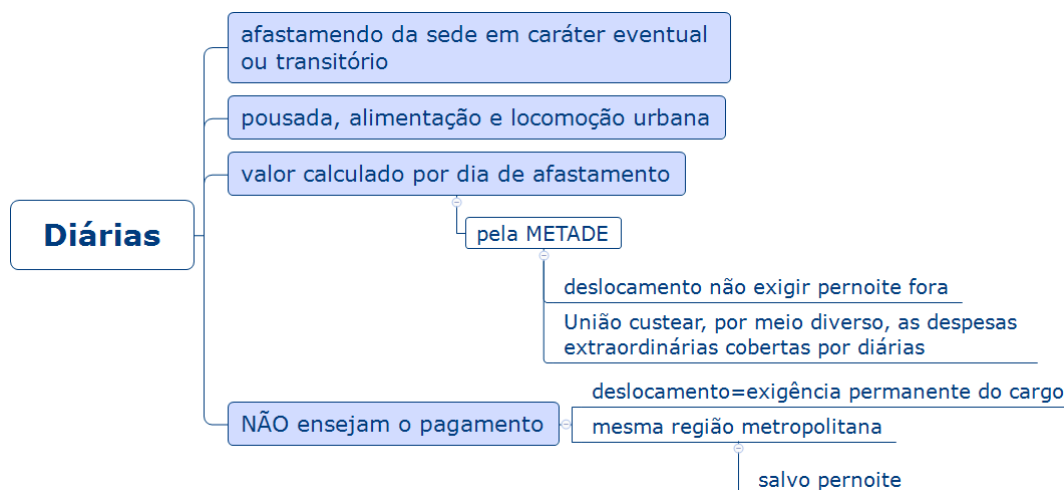 Diárias
afastamendo da sede em caráter eventual
ou transitório
pousada, alimentação e locomoção urbana
valor calculado por dia de afastamento
pela METADE
deslocamento não exigir pernoite fora
União custear, por meio diverso, as despesas
extraordinárias cobertas por diárias
NÃO ensejam o pagamento
deslocamento=exigência permanente do cargo
mesma região metropolitana
salvo pernoite